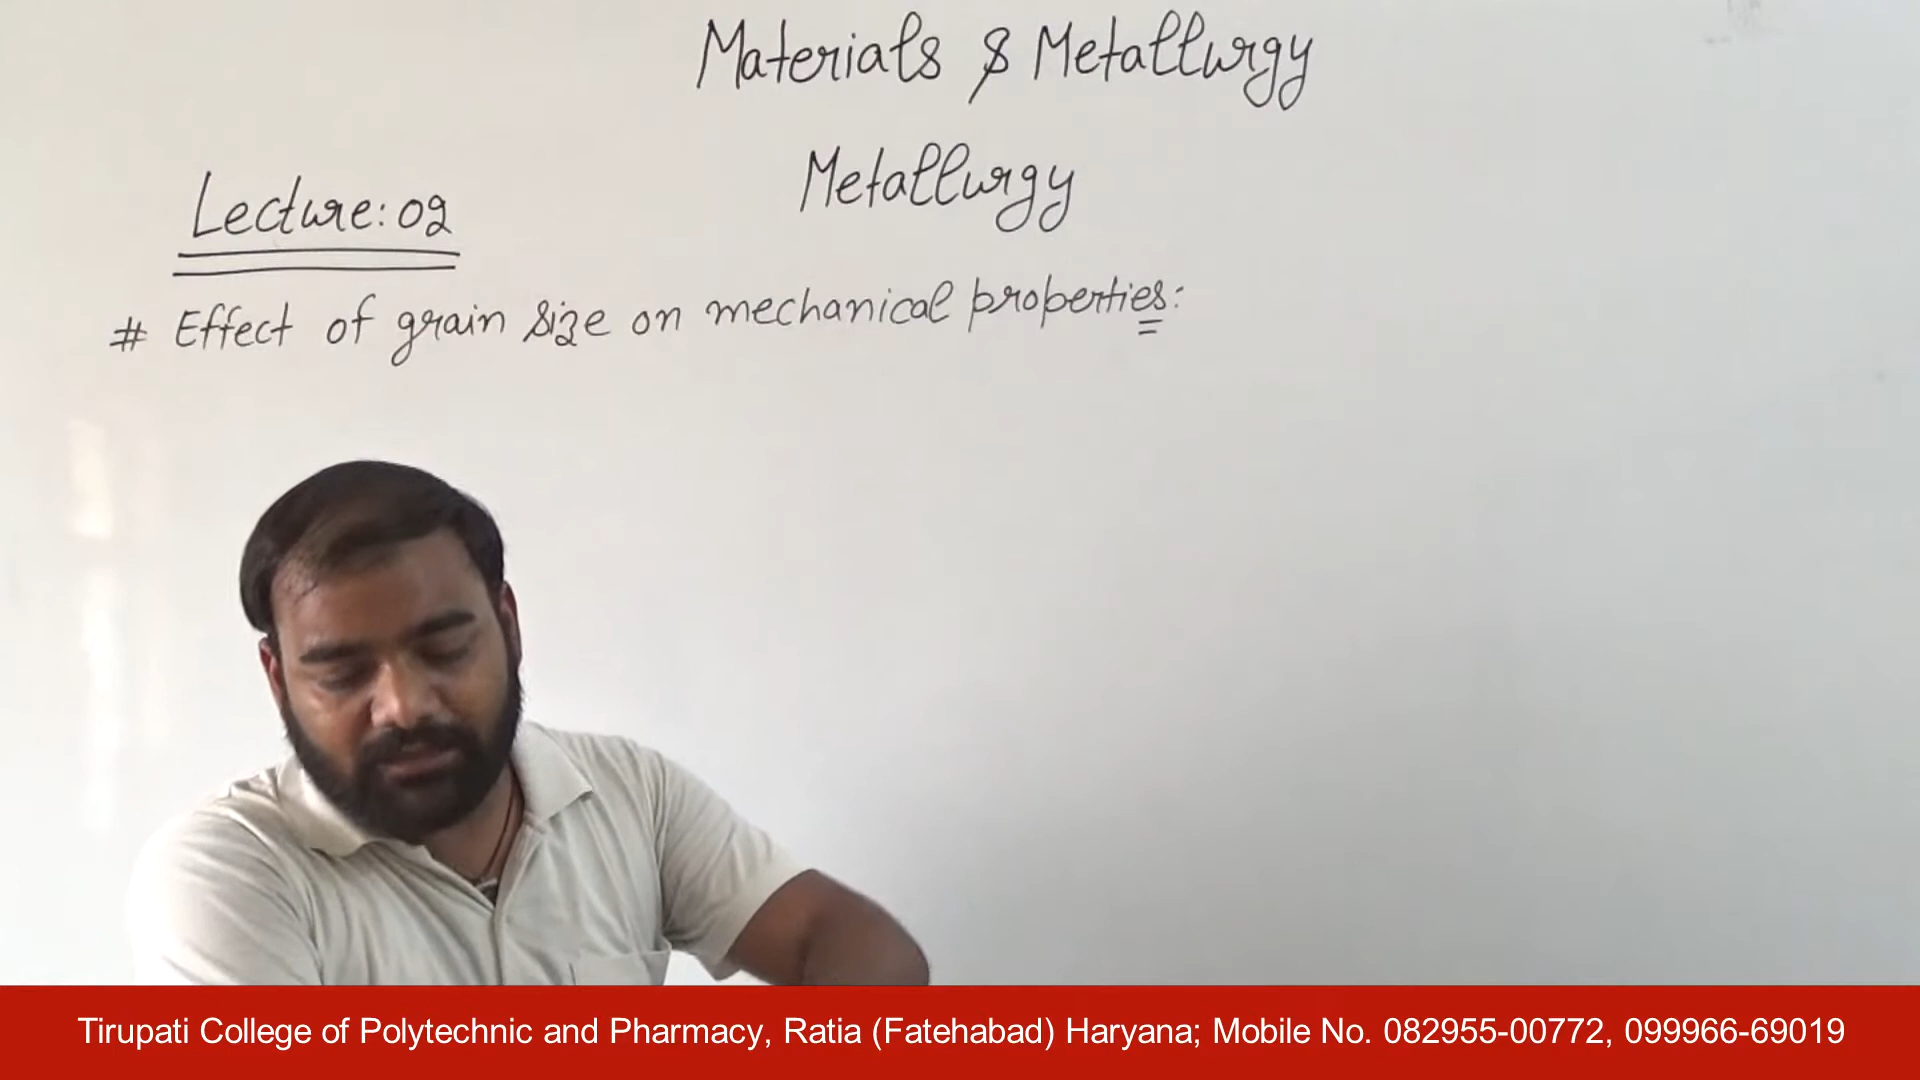 Materials & Metallurgy
Metallurgy
Lecture: 09
# Effect of grain size on mechanical properties:
Tirupati College of Polytechnic and Pharmacy, Ratia (Fatehabad) Haryana; Mobile No. 082955-00772, 099966-69019